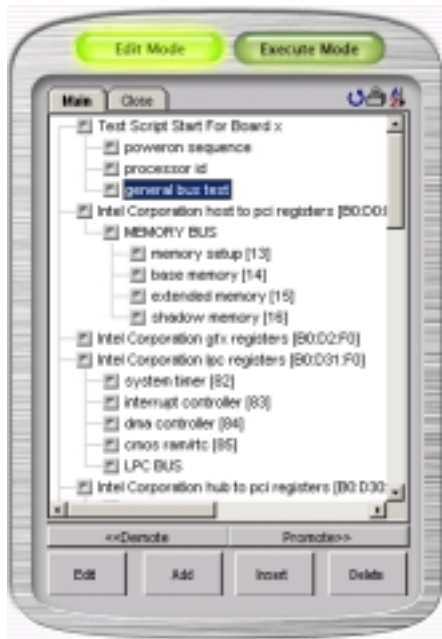 Edit Mode Execute Mode
Main Close
Test Script Start For Board x
poweron sequence
processor id
general bus test
Intel Corporation host to pci registers [B0:D0:
MEMORY BUS
memory setup [13]
base memory [14]
extended memory [15]
shadow memory [16]
Intel Corporation gfx registers [B0:D2:F0]
Intel Corporation lpc registers [B0:D31:F0]
system timer [82]
interrupt controller [83]
dma controller [84]
cmos ram/rtc [85]
LPC BUS
Intel Corporation hub to pci registers [B0:D30:
<<Demote Promote>>
Edit Add Insert Delete